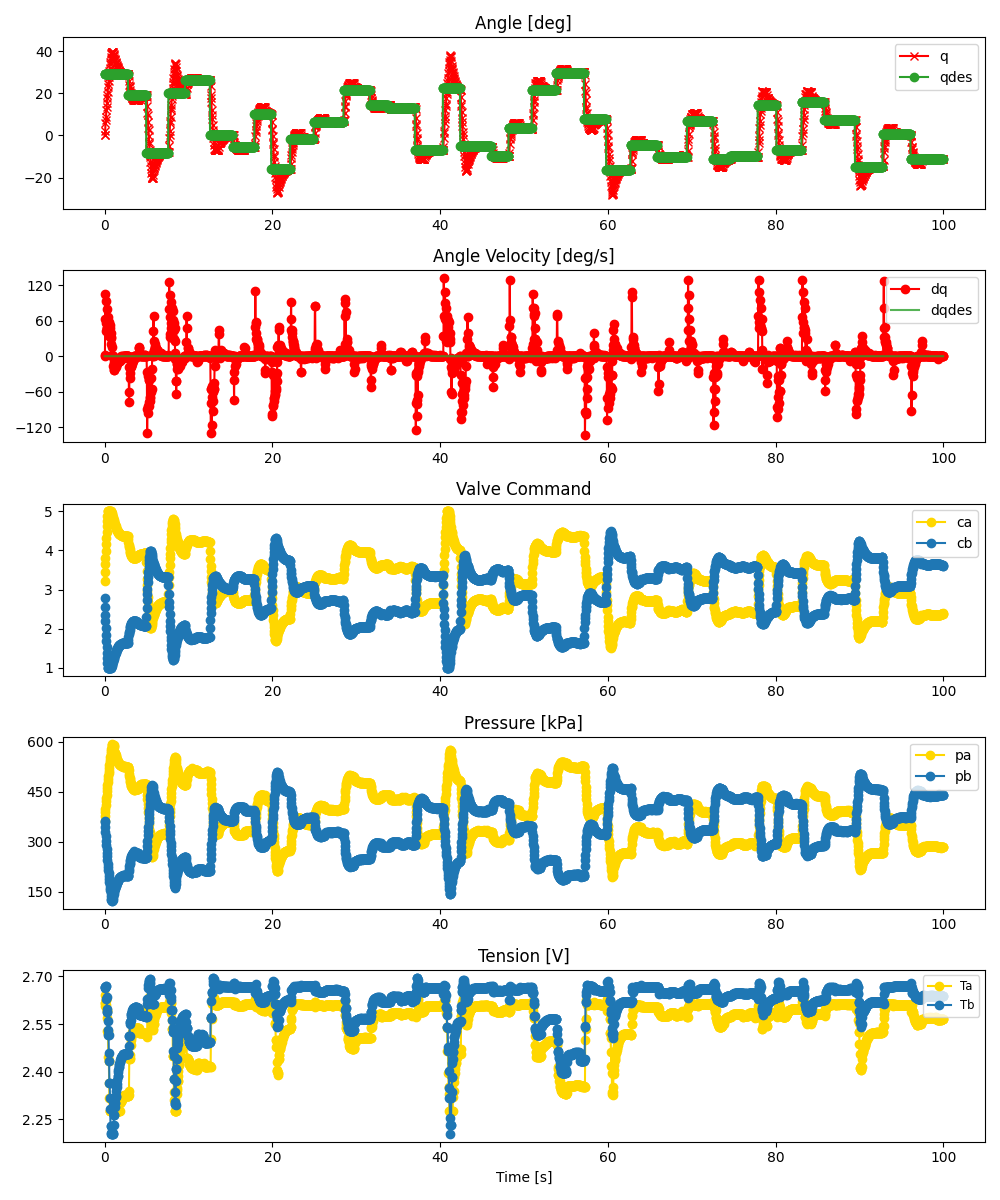 Angle [deg]
40
20
0
−20
q
qdes
0 20 40 60 80 100
Angle Velocity [deg/s]
120
60
0
−60
−120
dq
dqdes
0 20 40 60 80 100
Valve Command
5
4
3
2
1
ca
cb
0 20 40 60 80 100
Pressure [kPa]
600
450
300
150
pa
pb
0 20 40 60 80 100
Tension [V]
2.70
2.55
2.40
2.25
Ta
Tb
0 20 40 60 80 100
Time [s]